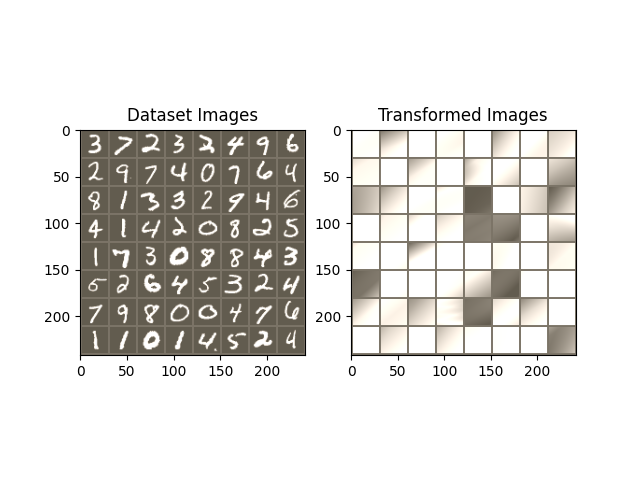 Dataset Images
Transformed Images
0
50
100
150
200
3 7 2 3 2 4 9 6
2 9 7 4 0 7 6 4
8 1 3 3 2 9 4 6
4 1 4 2 0 8 2 5
1 7 3 0 8 8 4 3
5 2 6 4 5 3 2 4
7 9 8 0 0 4 7 6
1 1 0 1 4. 5 2 4
0 50 100 150 200
0
50
100
150
200
0 50 100 150 200